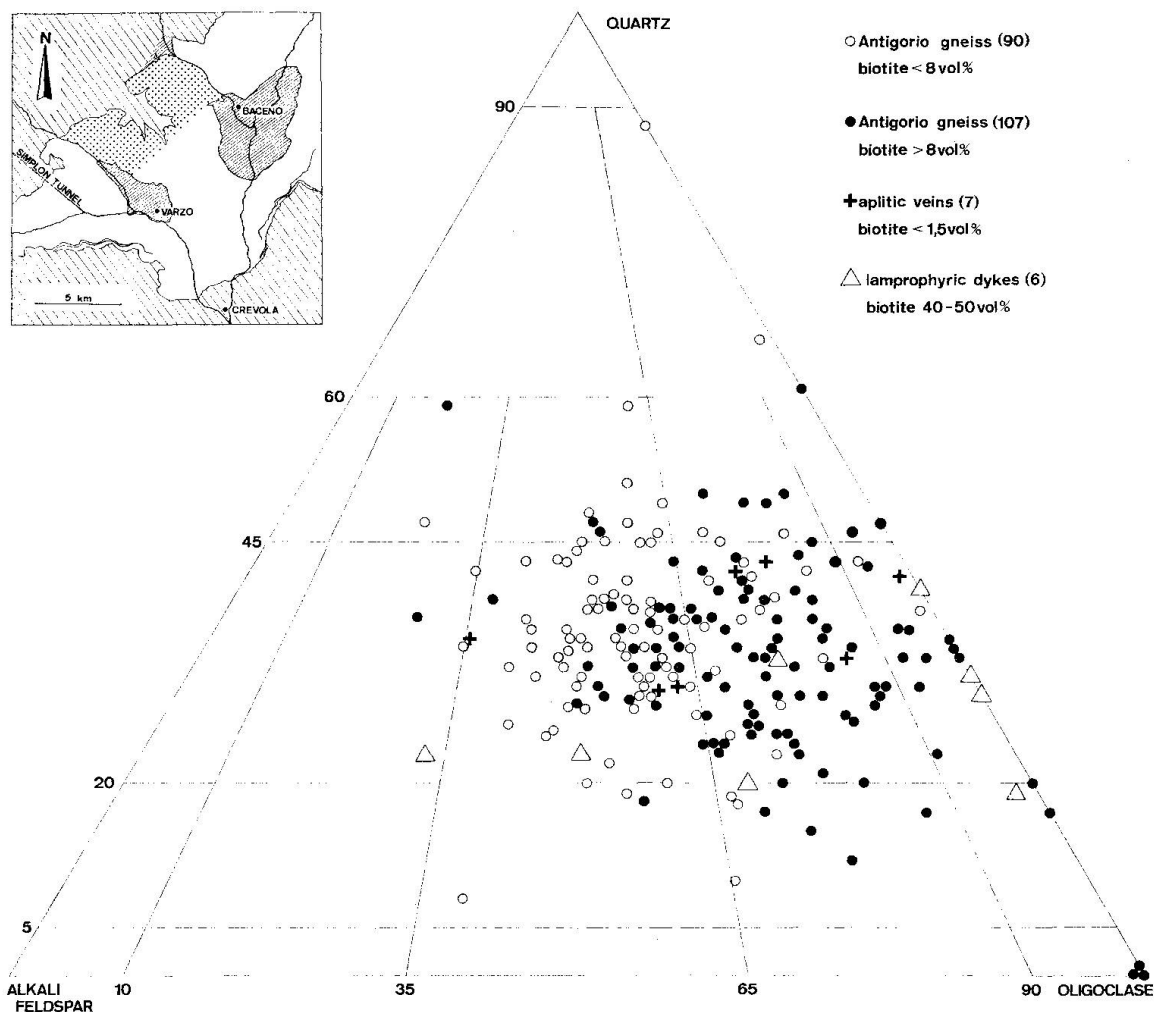 N
BACENO
SIMPLON TUNNEL
VARZO
5 km
CREVOLA
QUARTZ
Antigorio gneiss (90)
biotite < 8 vol%
Antigorio gneiss (107)
biotite > 8 vol%
aplitic veins (7)
biotite < 1,5 vol%
lamprophyric dykes (6)
biotite 40-50 vol%
90
60
45
20
5
ALKALI
FELDSPAR
10
35
65
90
OLIGOCLASE